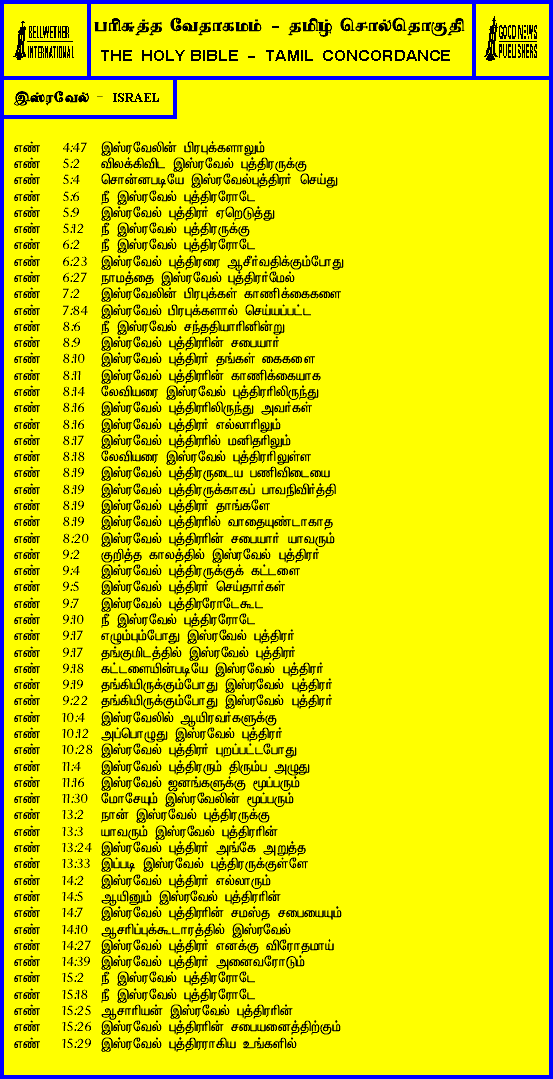 BELLWETHER
INTERNATIONAL
பரிசுத்த வேதாகமம் - தமிழ் சொல்தொகுதி
THE HOLY BIBLE - TAMIL CONCORDANCE
GOOD NEWS
PUBLISHERS
இஸ்ரவேல் - ISRAEL
எண் 4:47 இஸ்ரவேலின் பிரபுக்களாலும்
எண் 5:2 விலக்கிவிட இஸ்ரவேல் புத்திரருக்கு
எண் 5:4 சொன்னபடியே இஸ்ரவேல்புத்திரர் செய்து
எண் 5:6 நீ இஸ்ரவேல் புத்திரரோடே
எண் 5:9 இஸ்ரவேல் புத்திரர் ஏறெடுத்து
எண் 5:12 நீ இஸ்ரவேல் புத்திரருக்கு
எண் 6:2 நீ இஸ்ரவேல் புத்திரரோடே
எண் 6:23 இஸ்ரவேல் புத்திரரை ஆசீர்வதிக்கும்போது
எண் 6:27 நாமத்தை இஸ்ரவேல் புத்திரர்மேல்
எண் 7:2 இஸ்ரவேலின் பிரபுக்கள் காணிக்கைகளை
எண் 7:84 இஸ்ரவேல் பிரபுக்களால் செய்யப்பட்ட
எண் 8:6 நீ இஸ்ரவேல் சந்ததியாரினின்று
எண் 8:9 இஸ்ரவேல் புத்திரரின் சபையார்
எண் 8:10 இஸ்ரவேல் புத்திரர் தங்கள் கைகளை
எண் 8:11 இஸ்ரவேல் புத்திரரின் காணிக்கையாக
எண் 8:14 லேவியரை இஸ்ரவேல் புத்திரரிலிருந்து
எண் 8:16 இஸ்ரவேல் புத்திரரிலிருந்து அவர்கள்
எண் 8:16 இஸ்ரவேல் புத்திரர் எல்லாரிலும்
எண் 8:17 இஸ்ரவேல் புத்திரரில் மனிதரிலும்
எண் 8:18 லேவியரை இஸ்ரவேல் புத்திரரிலுள்ள
எண் 8:19 இஸ்ரவேல் புத்திரருடைய பணிவிடையை
எண் 8:19 இஸ்ரவேல் புத்திரருக்காகப் பாவநிவிர்த்தி
எண் 8:19 இஸ்ரவேல் புத்திரர் தாங்களே
எண் 8:19 இஸ்ரவேல் புத்திரரில் வாதையுண்டாகாத
எண் 8:20 இஸ்ரவேல் புத்திரரின் சபையார் யாவரும்
எண் 9:2 குறித்த காலத்தில் இஸ்ரவேல் புத்திரர்
எண் 9:4 இஸ்ரவேல் புத்திரருக்குக் கட்டளை
எண் 9:5 இஸ்ரவேல் புத்திரர் செய்தார்கள்
எண் 9:7 இஸ்ரவேல் புத்திரரோடேகூட
எண் 9:10 நீ இஸ்ரவேல் புத்திரரோடே
எண் 9:17 எழும்பும்போது இஸ்ரவேல் புத்திரர்
எண் 9:17 தங்குமிடத்தில் இஸ்ரவேல் புத்திரர்
எண் 9:18 கட்டளையின்படியே இஸ்ரவேல் புத்திரர்
எண் 9:19 தங்கியிருக்கும்போது இஸ்ரவேல் புத்திரர்
எண் 9:22 தங்கியிருக்கும்போது இஸ்ரவேல் புத்திரர்
எண் 10:4 இஸ்ரவேலில் ஆயிரவர்களுக்கு
எண் 10:12 அப்பொழுது இஸ்ரவேல் புத்திரர்
எண் 10:28 இஸ்ரவேல் புத்திரர் புறப்பட்டபோது
எண் 11:4 இஸ்ரவேல் புத்திரரும் திரும்ப அழுது
எண் 11:16 இஸ்ரவேல் ஜனங்களுக்கு மூப்பரும்
எண் 11:30 மோசேயும் இஸ்ரவேலின் மூப்பரும்
எண் 13:2 நான் இஸ்ரவேல் புத்திரருக்கு
எண் 13:3 யாவரும் இஸ்ரவேல் புத்திரரின்
எண் 13:24 இஸ்ரவேல் புத்திரர் அங்கே அறுத்த
எண் 13:33 இப்படி இஸ்ரவேல் புத்திரருக்குள்ளே
எண் 14:2 இஸ்ரவேல் புத்திரர் எல்லாரும்
எண் 14:5 ஆயினும் இஸ்ரவேல் புத்திரரின்
எண் 14:7 இஸ்ரவேல் புத்திரரின் சமஸ்த சபையையும்
எண் 14:10 ஆசரிப்புக்கூடாரத்தில் இஸ்ரவேல்
எண் 14:27 இஸ்ரவேல் புத்திரர் எனக்கு விரோதமாய்
எண் 14:39 இஸ்ரவேல் புத்திரர் அனைவரோடும்
எண் 15:2 நீ இஸ்ரவேல் புத்திரரோடே
எண் 15:18 நீ இஸ்ரவேல் புத்திரரோடே
எண் 15:25 ஆசாரியன் இஸ்ரவேல் புத்திரரின்
எண் 15:26 இஸ்ரவேல் புத்திரரின் சபையனைத்திற்கும்
எண் 15:29 இஸ்ரவேல் புத்திரராகிய உங்களில்